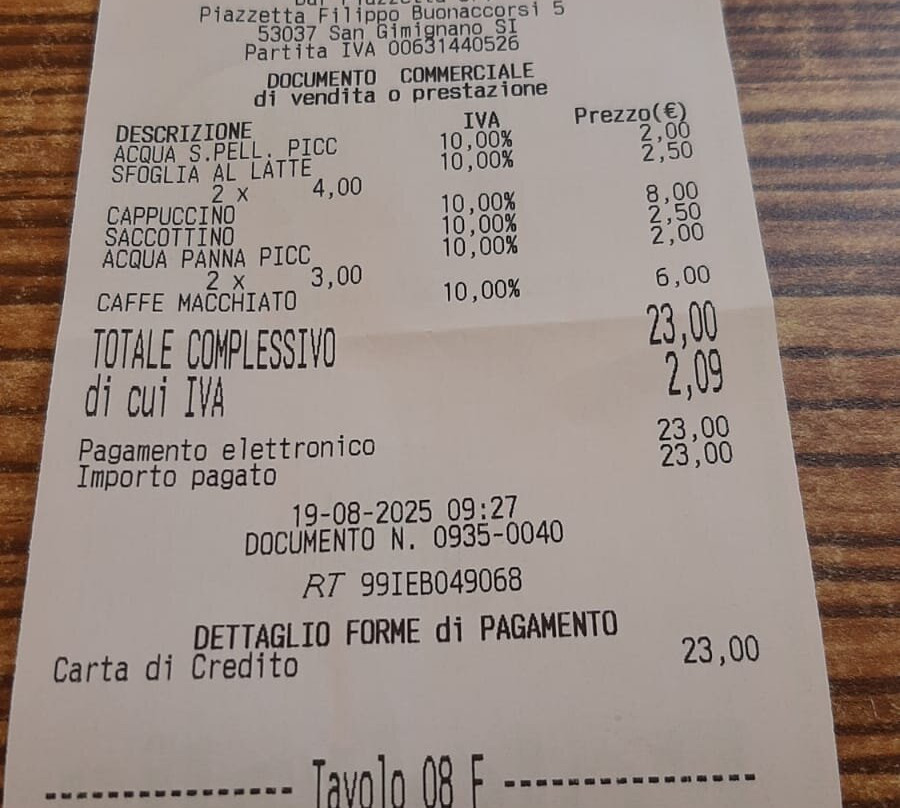 Piazzetta Filippo Buonaccorsi 5
53037 San Gimignano SI
Partita IVA 00631440526
DOCUMENTO COMMERCIALE
di vendita o prestazione
DESCRIZIONE IVA Prezzo(€)
ACQUA S.PELL. PICC 10,00% 2,00
SFOGLIA AL LATTE 10,00% 2,50
2 x 4,00
CAPPUCCINO 10,00% 8,00
SACCOTTINO 10,00% 2,50
ACQUA PANNA PICC 10,00% 2,00
2 x 3,00
CAFFE MACCHIATO 10,00% 6,00
TOTALE COMPLESSIVO 23,00
di cui IVA 2,09
Pagamento elettronico 23,00
Importo pagato 23,00
19-08-2025 09:27
DOCUMENTO N. 0935-0040
RT 99IEB049068
DETTAGLIO FORME di PAGAMENTO
Carta di Credito 23,00
--------------- Tavolo 08 F ---------------